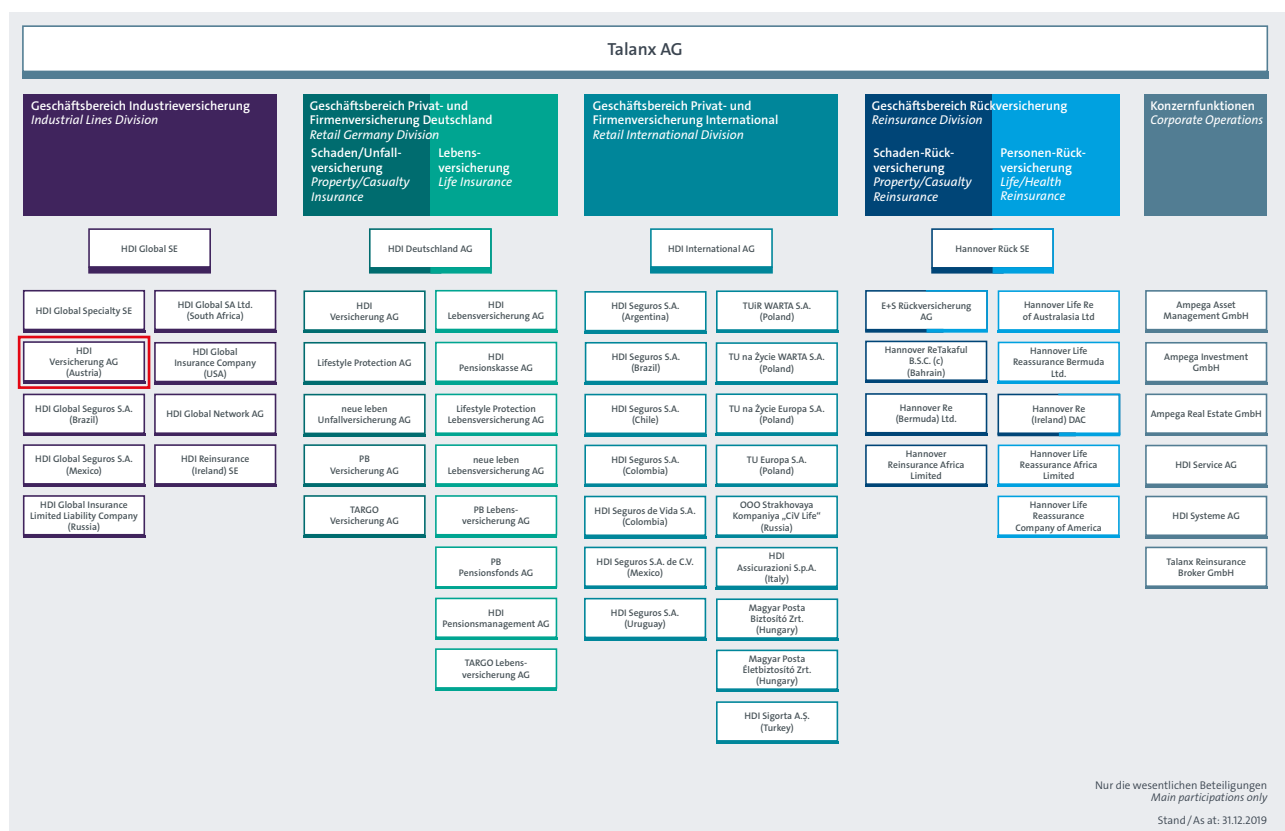 Talanx AG
Geschäftsbereich Industrieversicherung
Industrial Lines Division
HDI Global SE
HDI Global Specialty SE
HDI
Versicherung AG
(Austria)
HDI Global Seguros S.A.
(Brazil)
HDI Global Seguros S.A.
(Mexico)
HDI Global Insurance
Limited Liability Company
(Russia)
HDI Global SA Ltd.
(South Africa)
HDI Global
Insurance Company
(USA)
HDI Global Network AG
HDI Reinsurance
(Ireland) SE
Geschäftsbereich Privat- und
Firmenversicherung Deutschland
Retail Germany Division
Schaden/Unfall-
versicherung
Property/Casualty
Insurance
Lebens-
versicherung
Life Insurance
HDI Deutschland AG
HDI
Versicherung AG
Lifestyle Protection AG
neue leben
Unfallversicherung AG
PB
Versicherung AG
TARGO
Versicherung AG
HDI
Lebensversicherung AG
HDI
Pensionskasse AG
Lifestyle Protection
Lebensversicherung AG
neue leben
Lebensversicherung AG
PB Lebens-
versicherung AG
PB
Pensionsfonds AG
HDI
Pensionsmanagement AG
TARGO Lebens-
versicherung AG
Geschäftsbereich Privat- und
Firmenversicherung International
Retail International Division
HDI International AG
HDI Seguros S.A.
(Argentina)
HDI Seguros S.A.
(Brazil)
HDI Seguros S.A.
(Chile)
HDI Seguros S.A.
(Colombia)
HDI Seguros de Vida S.A.
(Colombia)
HDI Seguros S.A. de C.V.
(Mexico)
HDI Seguros S.A.
(Uruguay)
TUiR WARTA S.A.
(Poland)
TU na Życie WARTA S.A.
(Poland)
TU na Życie Europa S.A.
(Poland)
TU Europa S.A.
(Poland)
OOO Strakhovaya
Kompaniya „CiV Life"
(Russia)
HDI
Assicurazioni S.p.A.
(Italy)
Magyar Posta
Biztosító Zrt.
(Hungary)
Magyar Posta
Életbiztosító Zrt.
(Hungary)
HDI Sigorta A.Ş.
(Turkey)
Geschäftsbereich Rückversicherung
Reinsurance Division
Schaden-Rück-
versicherung
Property/Casualty
Reinsurance
Personen-Rück-
versicherung
Life/Health
Reinsurance
Hannover Rück SE
E+S Rückversicherung
AG
Hannover ReTakaful
B.S.C. (c)
(Bahrain)
Hannover Re
(Bermuda) Ltd.
Hannover
Reinsurance Africa
Limited
Hannover Life Re
of Australasia Ltd
Hannover Life
Reassurance Bermuda
Ltd.
Hannover Re
(Ireland) DAC
Hannover Life
Reassurance Africa
Limited
Hannover Life
Reassurance
Company of America
Konzernfunktionen
Corporate Operations
Ampega Asset
Management GmbH
Ampega Investment
GmbH
Ampega Real Estate GmbH
HDI Service AG
HDI Systeme AG
Talanx Reinsurance
Broker GmbH
Nur die wesentlichen Beteiligungen
Main participations only
Stand / As at: 31.12.2019